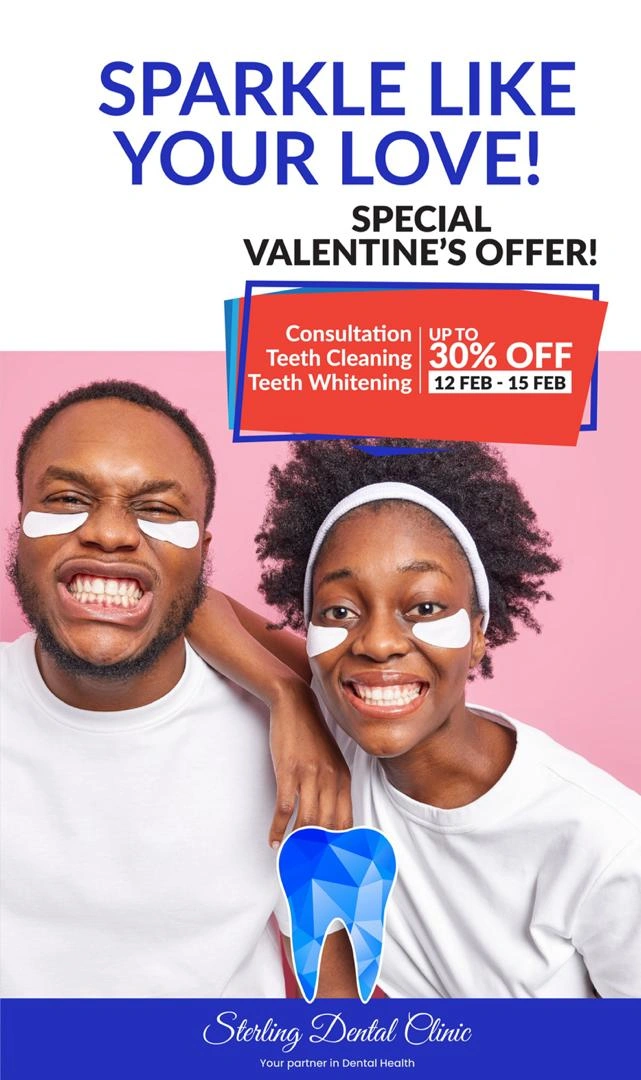 SPARKLE LIKE
YOUR LOVE!
SPECIAL
VALENTINE’S OFFER!
Consultation
Teeth Cleaning
Teeth Whitening
UP TO
30% OFF
12 FEB - 15 FEB
Sterling Dental Clinic
Your partner in Dental Health